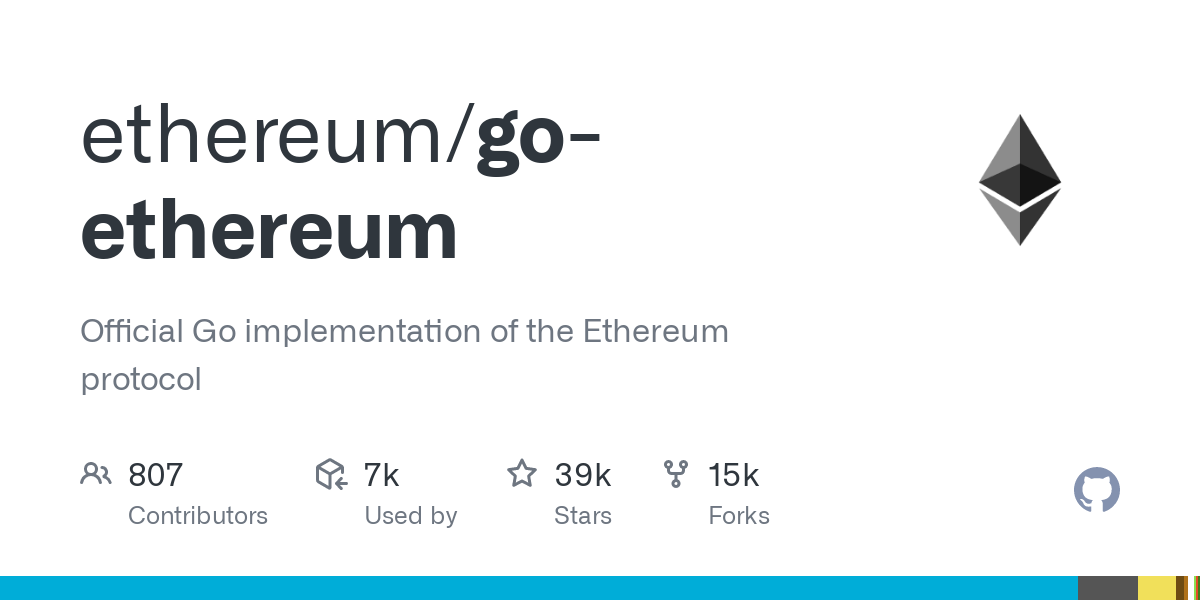 ethereum/go-
ethereum
Official Go implementation of the Ethereum
protocol
807 7k 39k 15k
Contributors Used by Stars Forks